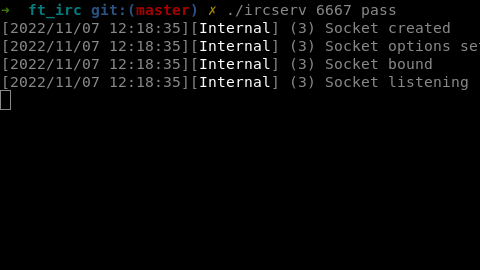 ➜ ft_irc git:(master) ✗ ./ircserv 6667 pass
[2022/11/07 12:18:35][Internal] (3) Socket created
[2022/11/07 12:18:35][Internal] (3) Socket options set
[2022/11/07 12:18:35][Internal] (3) Socket bound
[2022/11/07 12:18:35][Internal] (3) Socket listening